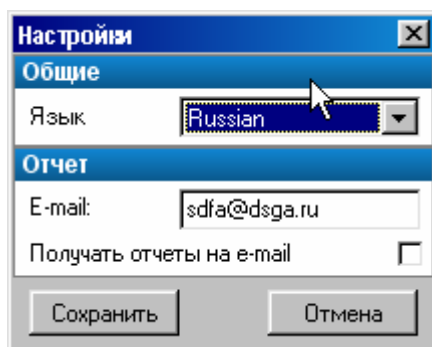 Настройки
Общие
Язык Russian
Отчет
E-mail: sdfa@dsga.ru
Получать отчеты на e-mail
Сохранить Отмена